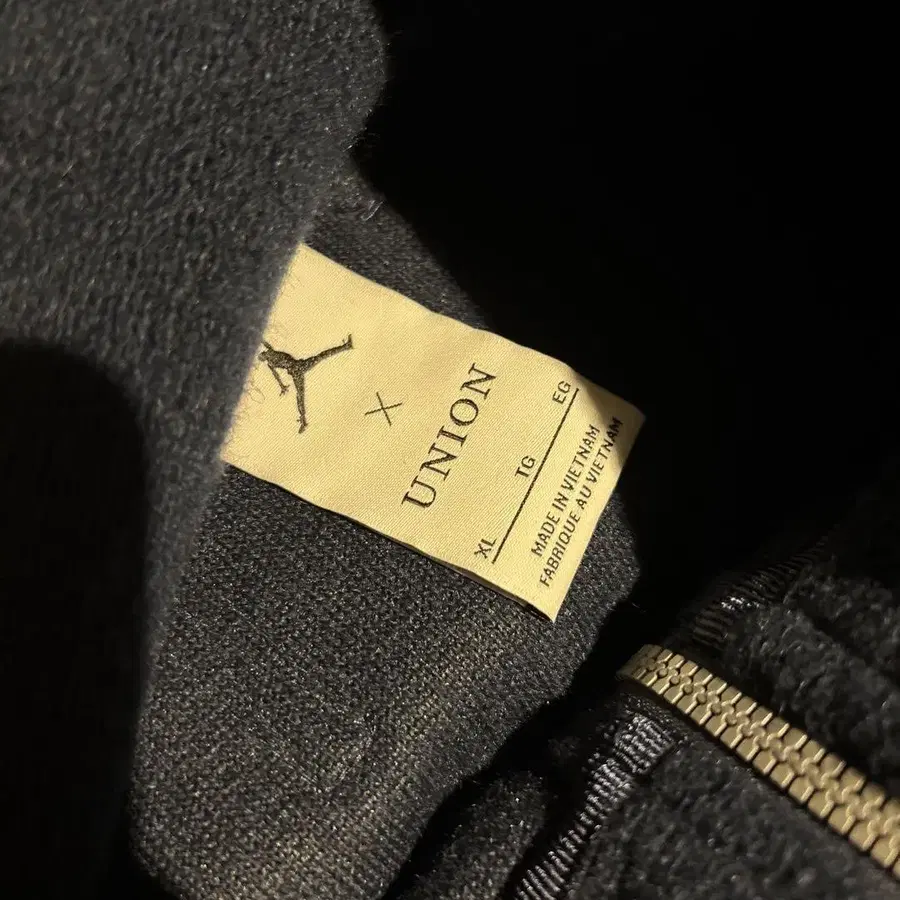 X
UNION
XL TG EG
MADE IN VIETNAM
FABRIQUE AU VIETNAM